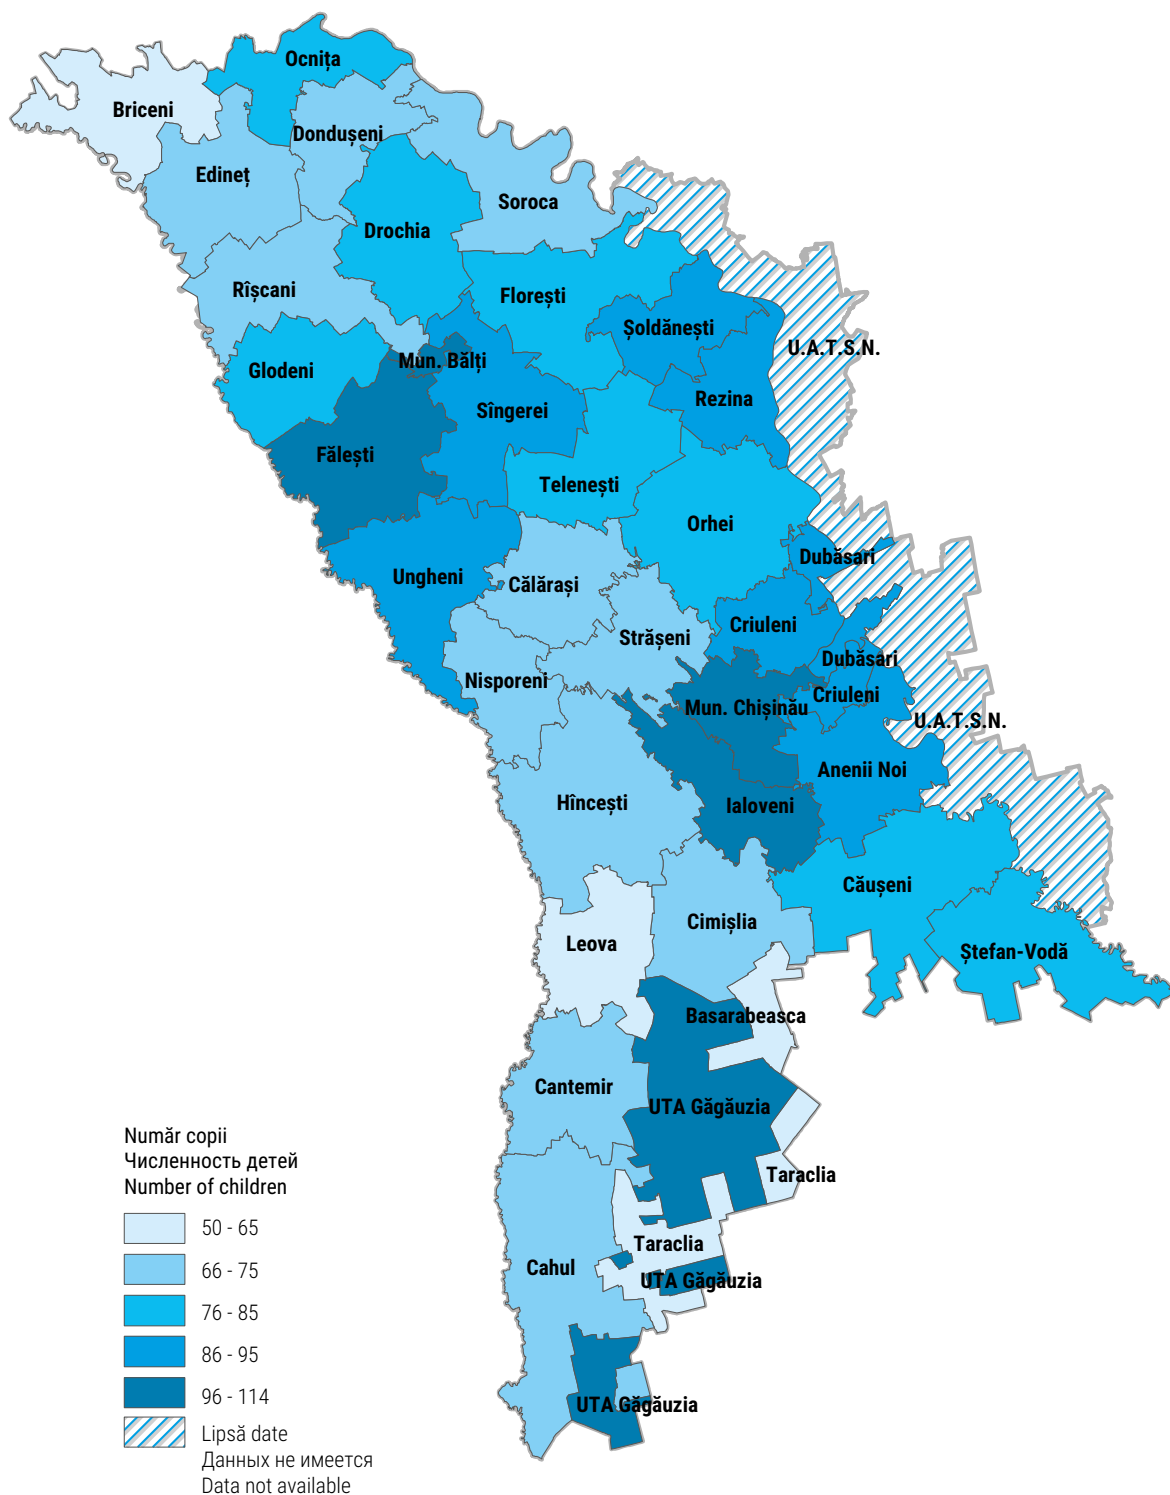 Ocnița
Briceni
Dondușeni
Edineț
Soroca
Drochia
Rîșcani
Florești
Șoldănești
U.A.T.S.N.
Mun. Bălți
Glodeni
Rezina
Sîngerei
Fălești
Telenești
Orhei
Dubăsari
Ungheni
Călărași
Criuleni
Strășeni
Dubăsari
Nisporeni
Criuleni
Mun. Chișinău
U.A.T.S.N.
Anenii Noi
Hîncești
Ialoveni
Căușeni
Cimișlia
Leova
Ștefan-Vodă
Basarabeasca
Cantemir
UTA Găgăuzia
Taraclia
Taraclia
Cahul
UTA Găgăuzia
UTA Găgăuzia
Număr copii
Численность детей
Number of children
50 - 65
66 - 75
76 - 85
86 - 95
96 - 114
Lipsă date
Данных не имеется
Data not available